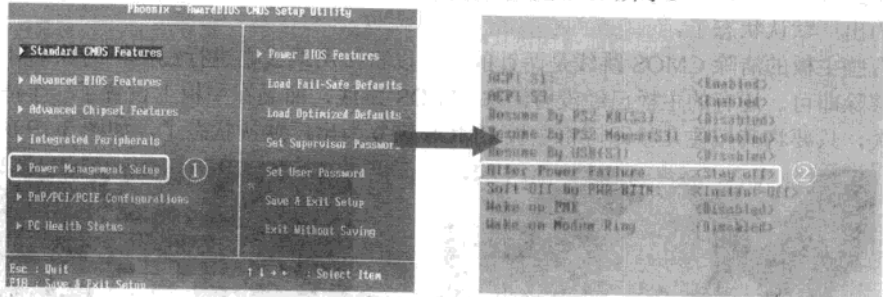 Phoenix - AwardBIOS CMOS Setup Utility
Standard CMOS Features
Advanced BIOS Features
Advanced Chipset Features
Integrated Peripherals
Power Management Setup ①
PnP/PCI/PCIE Configurations
PC Health Status
Power BIOS Features
Load Fail-Safe Defaults
Load Optimized Defaults
Set Supervisor Password
Set User Password
Save & Exit Setup
Exit Without Saving
Esc : Quit
F10 : Save & Exit Setup
↑ ↓ → ← : Select Item
ACPI S1 <Enabled>
ACPI S3 <Enabled>
Resume By PS2 KB(S3) <Disabled>
Resume By PS2 Mouse(S3) <Disabled>
Resume By USB(S3) <Disabled>
After Power Failure <Stay off> ②
Soft-Off by PWR-BTTN <Instant-Off>
Wake on PME <Disabled>
Wake on Modem Ring <Disabled>